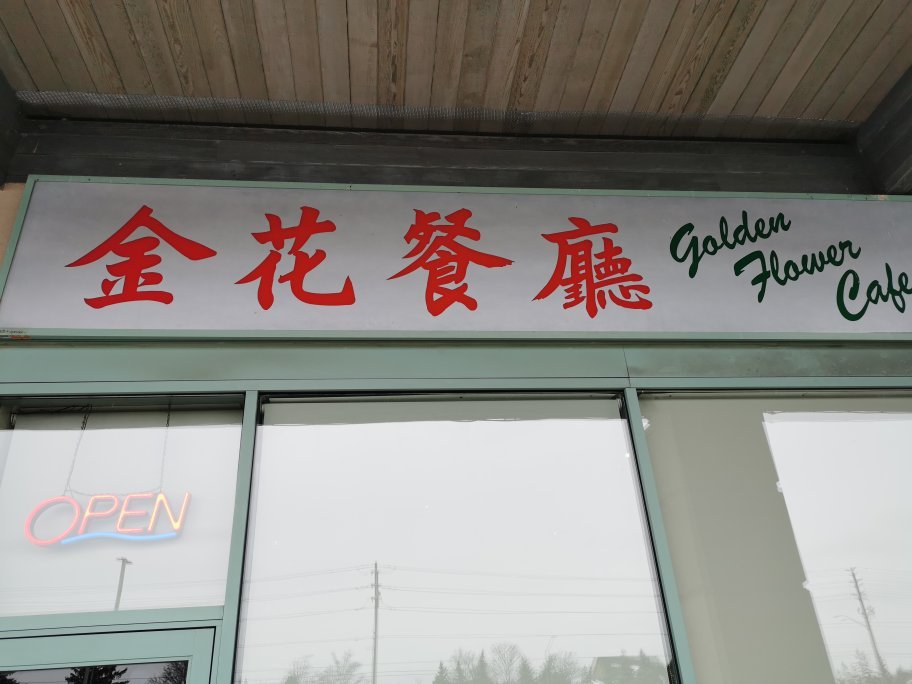 金花餐廳
Golden
Flower
Cafe
OPEN